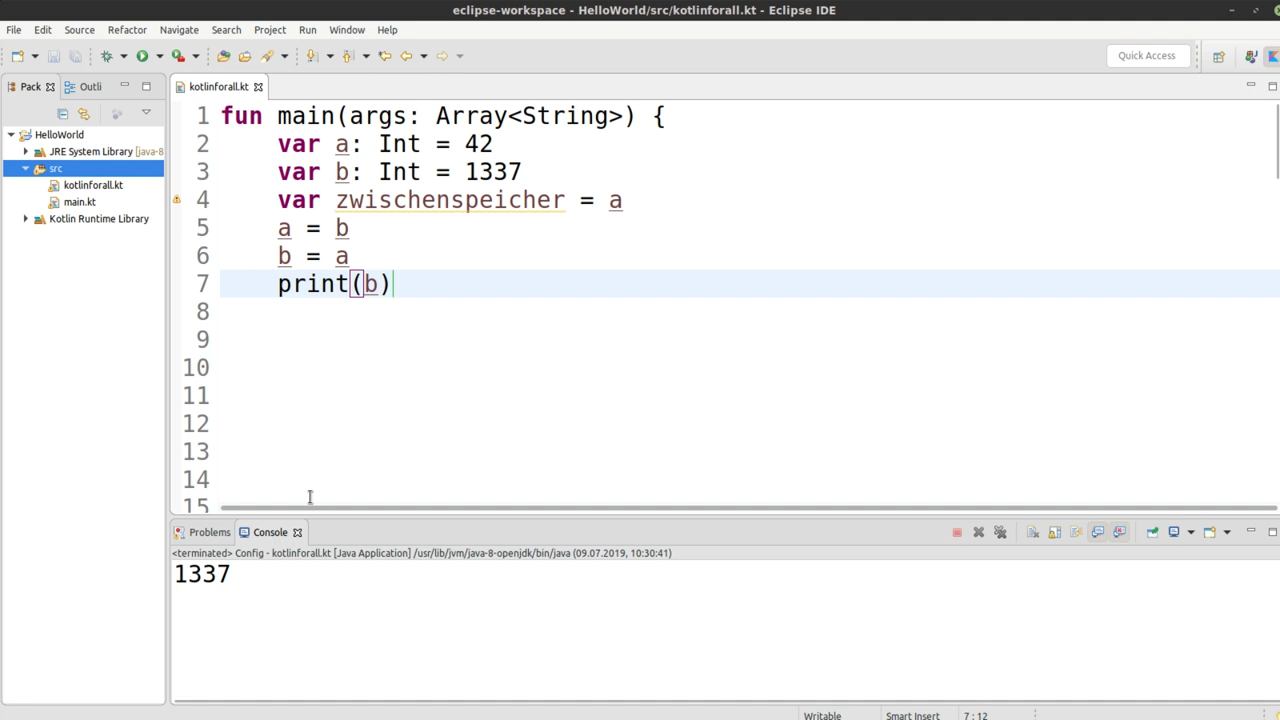 eclipse-workspace - HelloWorld/src/kotlinforall.kt - Eclipse IDE
File Edit Source Refactor Navigate Search Project Run Window Help
Quick Access
Pack Outli
kotlinforall.kt
HelloWorld
JRE System Library [java-8
src
kotlinforall.kt
main.kt
Kotlin Runtime Library
1 fun main(args: Array<String>) {
2 var a: Int = 42
3 var b: Int = 1337
4 var zwischenspeicher = a
5 a = b
6 b = a
7 print(b)
8
9
10
11
12
13
14
15
Problems Console
<terminated> Config - kotlinforall.kt [Java Application] /usr/lib/jvm/java-8-openjdk/bin/java (09.07.2019, 10:30:41)
1337
Writable Smart Insert 7 : 12